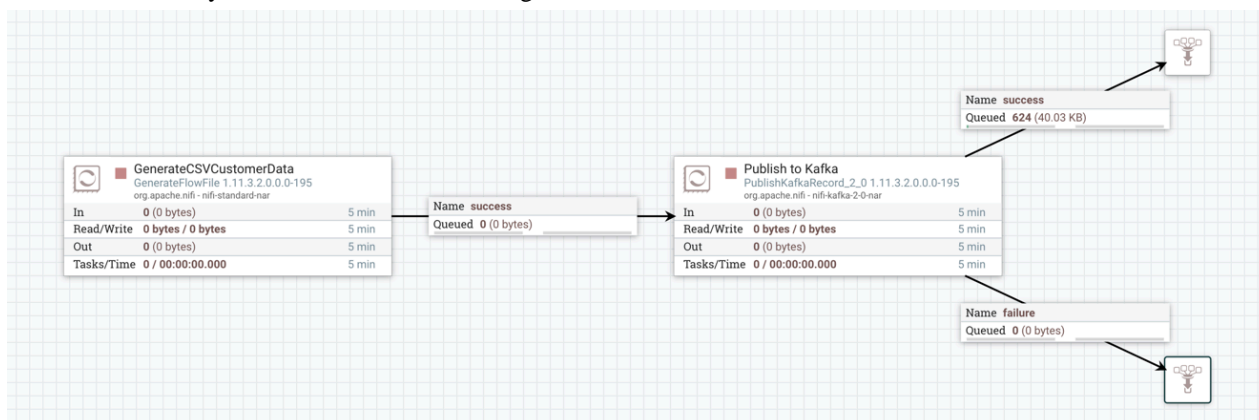 GenerateCSVCustomerData
GenerateFlowFile 1.11.3.2.0.0.0-195
org.apache.nifi - nifi-standard-nar
In 0 (0 bytes) 5 min
Read/Write 0 bytes / 0 bytes 5 min
Out 0 (0 bytes) 5 min
Tasks/Time 0 / 00:00:00.000 5 min
Name success
Queued 0 (0 bytes)
Publish to Kafka
PublishKafkaRecord_2_0 1.11.3.2.0.0.0-195
org.apache.nifi - nifi-kafka-2-0-nar
In 0 (0 bytes) 5 min
Read/Write 0 bytes / 0 bytes 5 min
Out 0 (0 bytes) 5 min
Tasks/Time 0 / 00:00:00.000 5 min
Name success
Queued 624 (40.03 KB)
Name failure
Queued 0 (0 bytes)